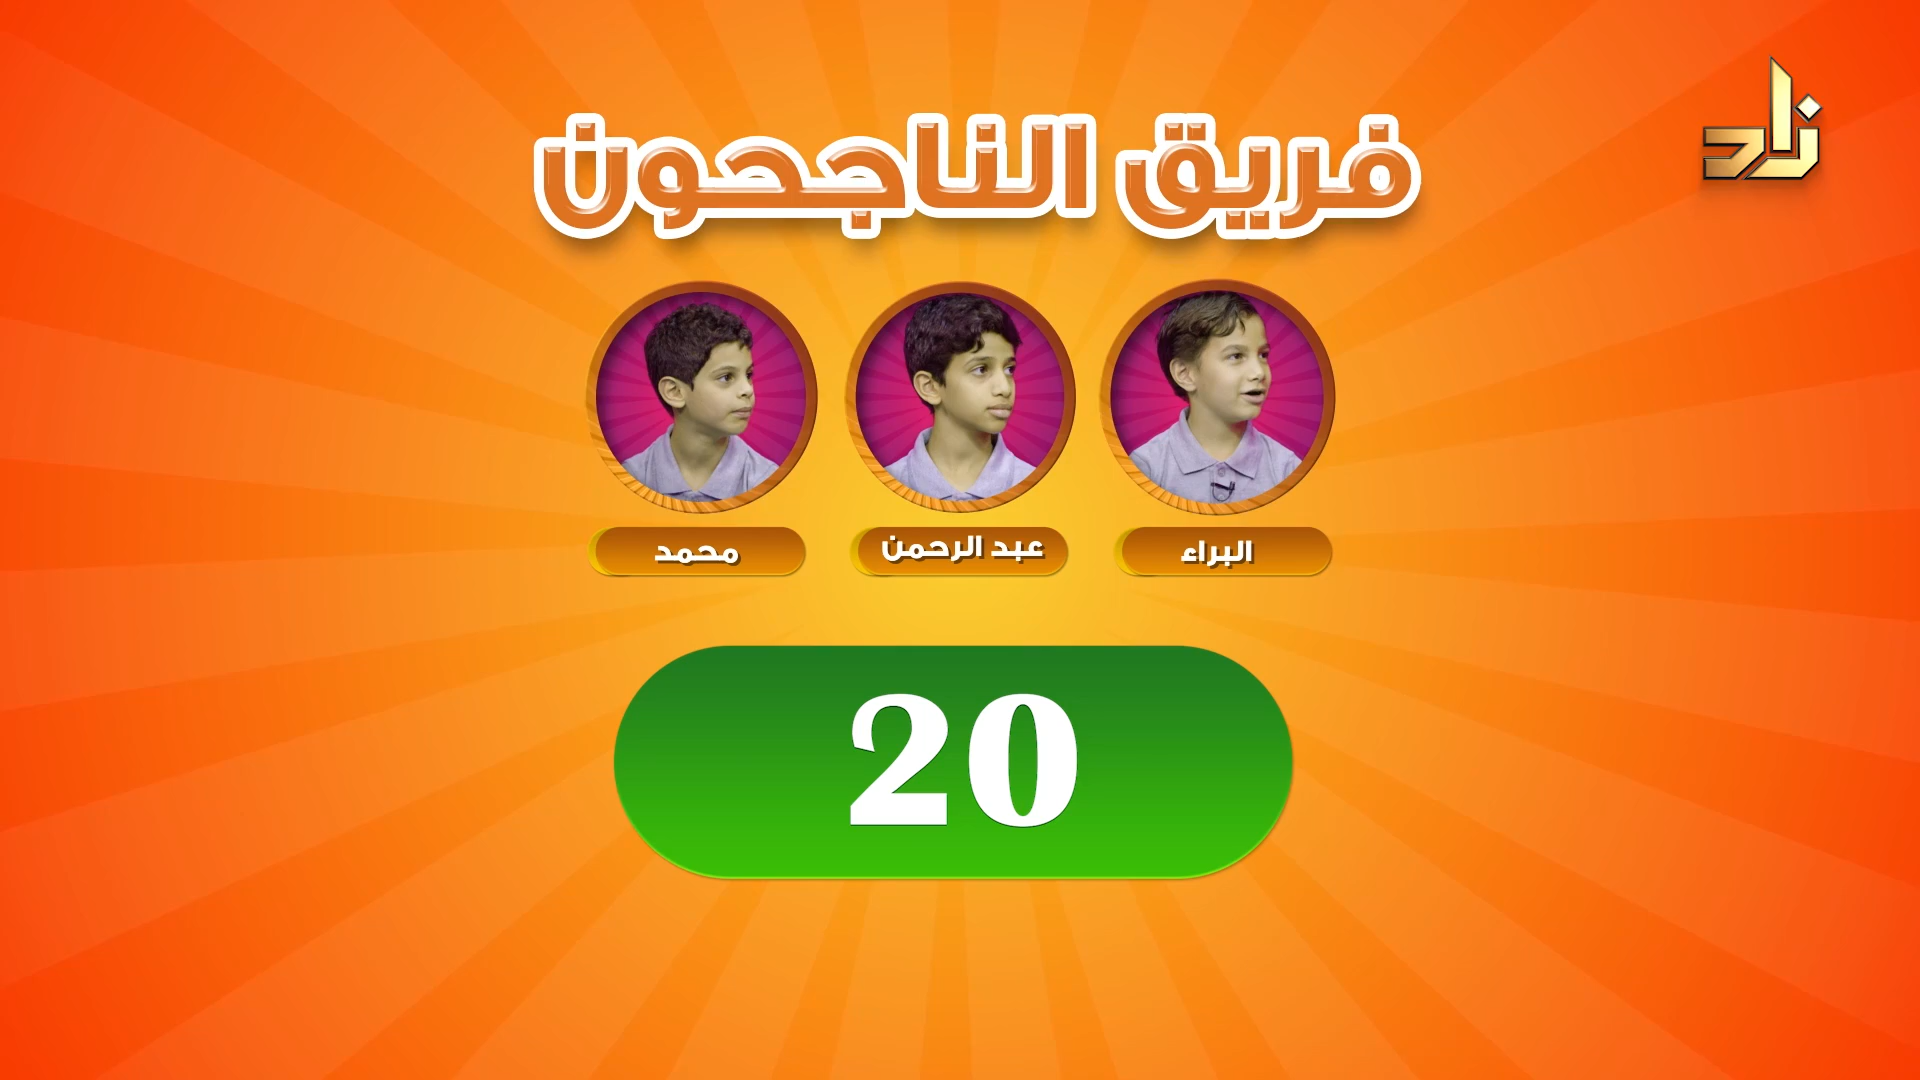 زاد
فريق الناجحون
البراء
عبد الرحمن
محمد
20